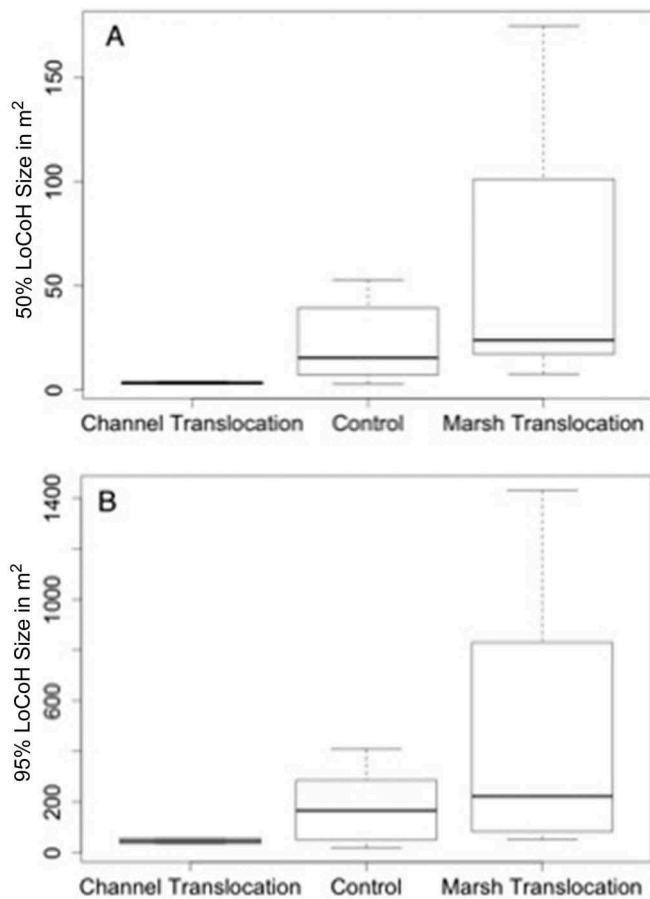 A
50% LoCoH Size in m²
150
100
50
0
Channel Translocation Control Marsh Translocation
B
95% LoCoH Size in m²
1400
1000
600
200
0
Channel Translocation Control Marsh Translocation